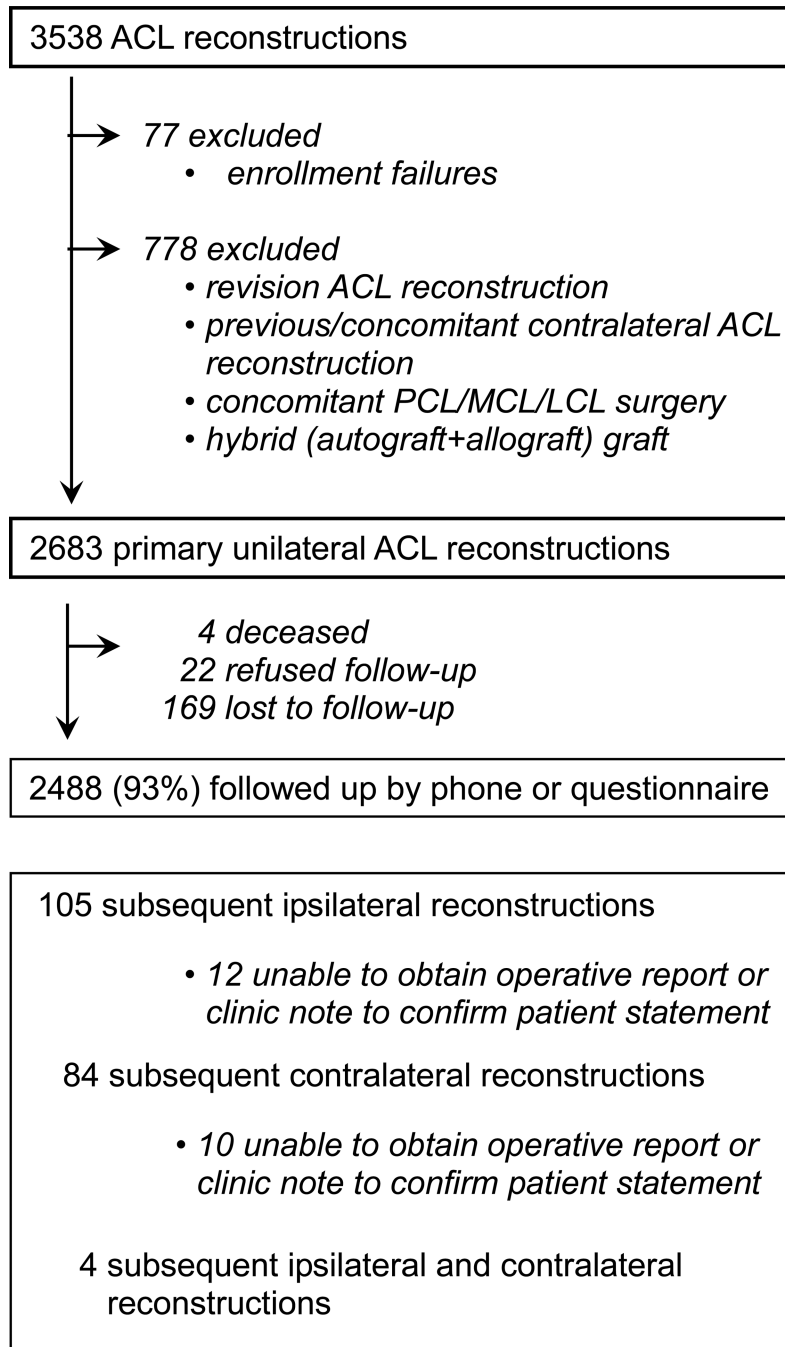 3538 ACL reconstructions
77 excluded
• enrollment failures
778 excluded
• revision ACL reconstruction
• previous/concomitant contralateral ACL
reconstruction
• concomitant PCL/MCL/LCL surgery
• hybrid (autograft+allograft) graft
2683 primary unilateral ACL reconstructions
4 deceased
22 refused follow-up
169 lost to follow-up
2488 (93%) followed up by phone or questionnaire
105 subsequent ipsilateral reconstructions
• 12 unable to obtain operative report or
clinic note to confirm patient statement
84 subsequent contralateral reconstructions
• 10 unable to obtain operative report or
clinic note to confirm patient statement
4 subsequent ipsilateral and contralateral
reconstructions